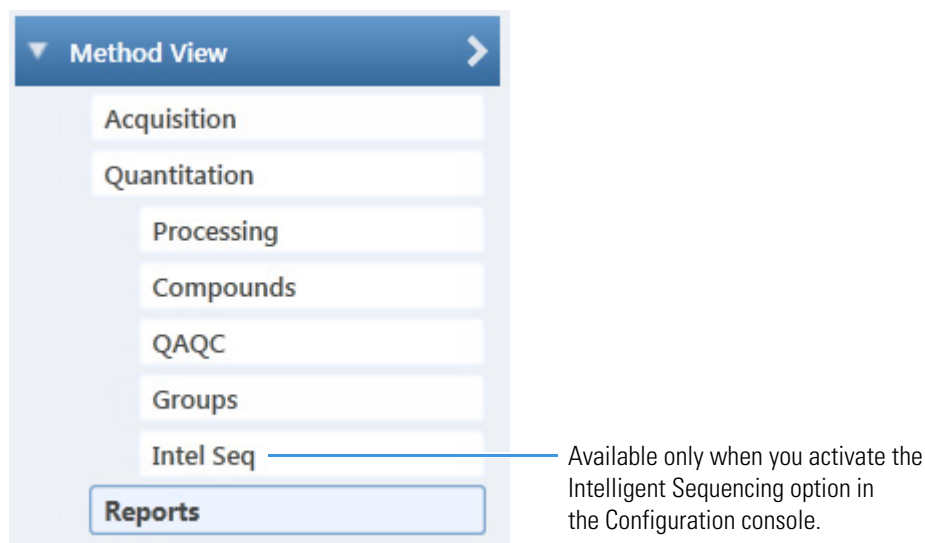 Method View
Acquisition
Quantitation
Processing
Compounds
QAQC
Groups
Intel Seq
Available only when you activate the
Intelligent Sequencing option in
the Configuration console.
Reports